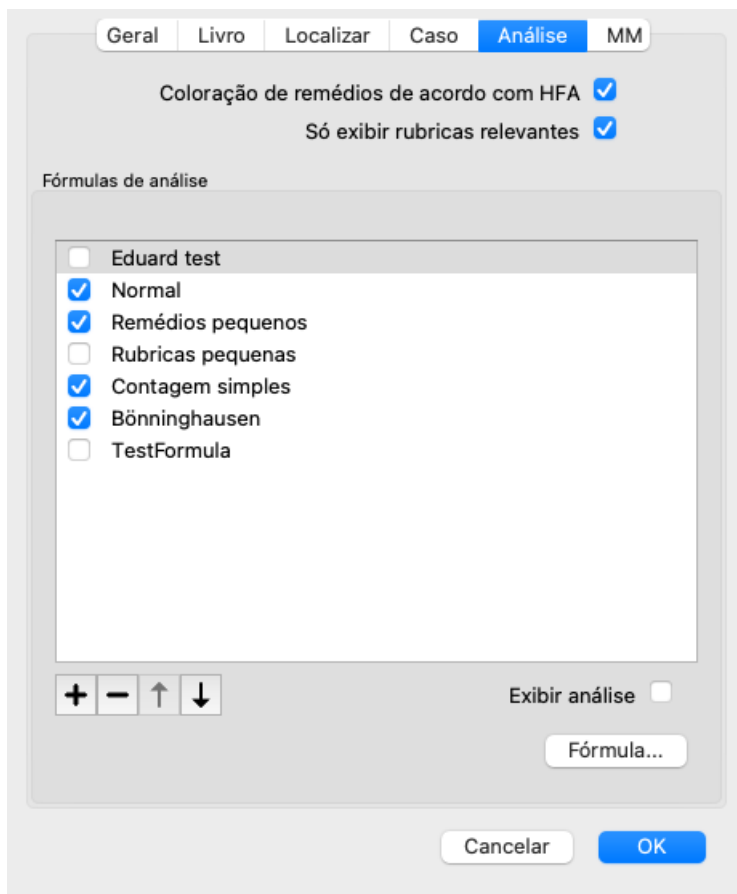 Geral Livro Localizar Caso Análise MM
Coloração de remédios de acordo com HFA
Só exibir rubricas relevantes
Fórmulas de análise
Eduard test
Normal
Remédios pequenos
Rubricas pequenas
Contagem simples
Bönninghausen
TestFormula
Exibir análise
Fórmula...
Cancelar OK